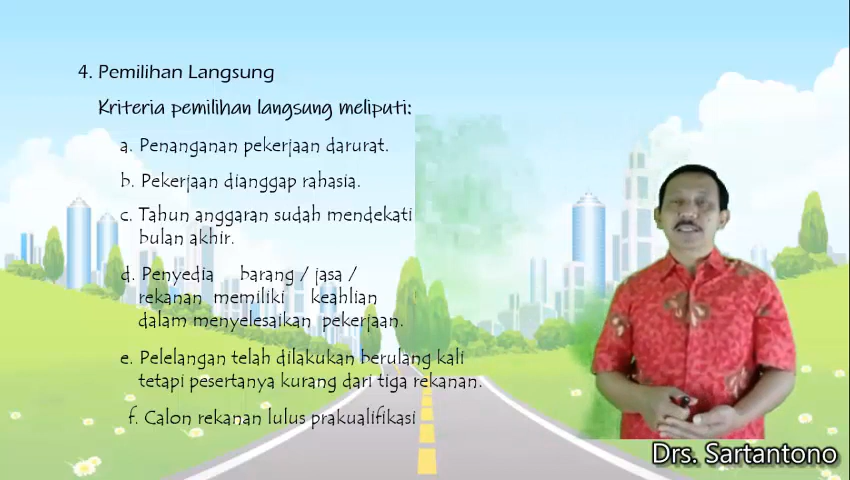 4. Pemilihan Langsung
Kriteria pemilihan langsung meliputi:
a. Penanganan pekerjaan darurat.
b. Pekerjaan dianggap rahasia.
c. Tahun anggaran sudah mendekati
bulan akhir.
d. Penyedia barang / jasa /
rekanan memiliki keahlian
dalam menyelesaikan pekerjaan.
e. Pelelangan telah dilakukan berulang kali
tetapi pesertanya kurang dari tiga rekanan.
f. Calon rekanan lulus prakualifikasi
Drs. Sartantono